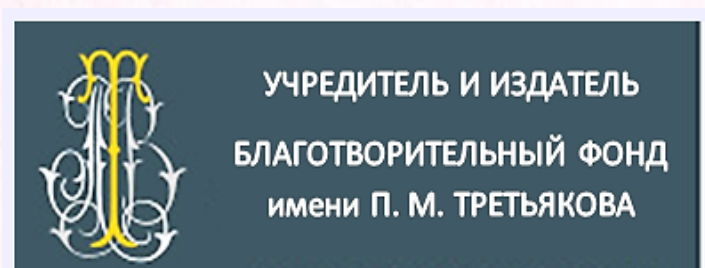 УЧРЕДИТЕЛЬ И ИЗДАТЕЛЬ
БЛАГОТВОРИТЕЛЬНЫЙ ФОНД
имени П. М. ТРЕТЬЯКОВА